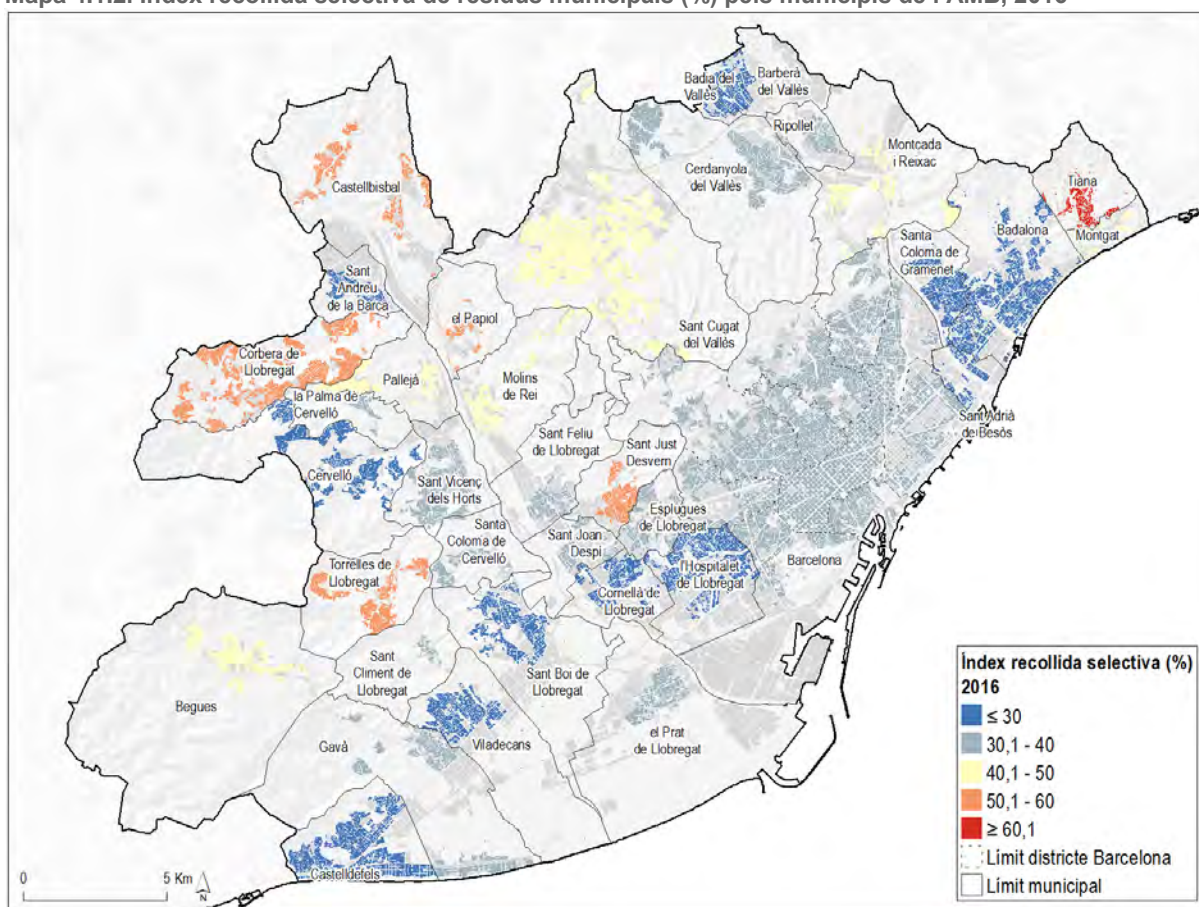 Mapa 4.1.2. Índex recollida selectiva de residus municipals (%) pels municipis de l'AMB, 2016
Badia del
Vallès
Barberà
del Vallès
Ripollet
Castellbisbal
Cerdanyola
del Vallès
Montcada
i Reixac
Tiana
Montgat
Badalona
Santa
Coloma de
Gramenet
Sant
Andreu
de la Barca
el Papiol
Sant Cugat
del Vallès
Corbera de
Llobregat
Pallejà
Molins
de Rei
la Palma de
Cervelló
Sant Adrià
de Besòs
Sant Feliu
de Llobregat
Sant Just
Desvern
Cervelló
Sant Vicenç
dels Horts
Esplugues
de Llobregat
Santa
Coloma de
Cervelló
Sant Joan
Despí
Barcelona
l'Hospitalet
de Llobregat
Torrelles de
Llobregat
Cornellà de
Llobregat
Sant
Climent de
Llobregat
Sant Boi de
Llobregat
Begues
el Prat
de Llobregat
Gavà
Viladecans
Castelldefels
0 5 Km
N
Índex recollida selectiva (%)
2016
≤ 30
30,1 - 40
40,1 - 50
50,1 - 60
≥ 60,1
Límit districte Barcelona
Límit municipal